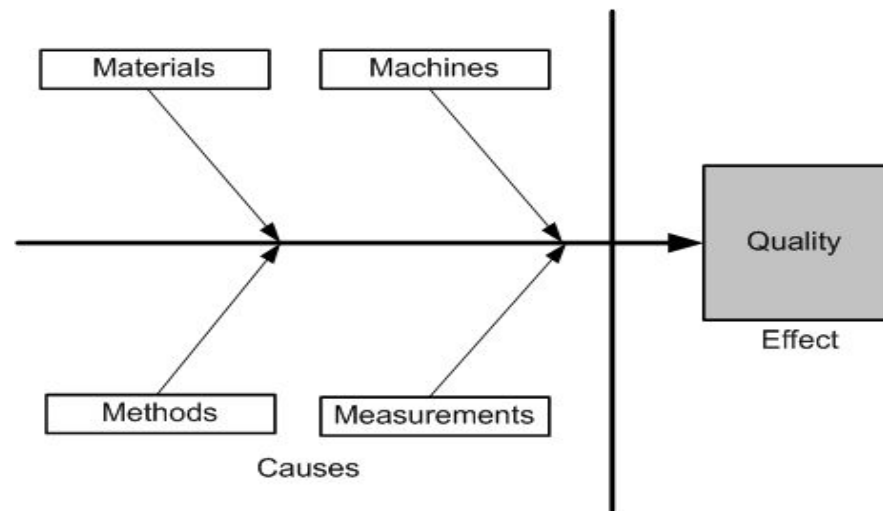 Materials
Machines
Quality
Effect
Methods
Measurements
Causes